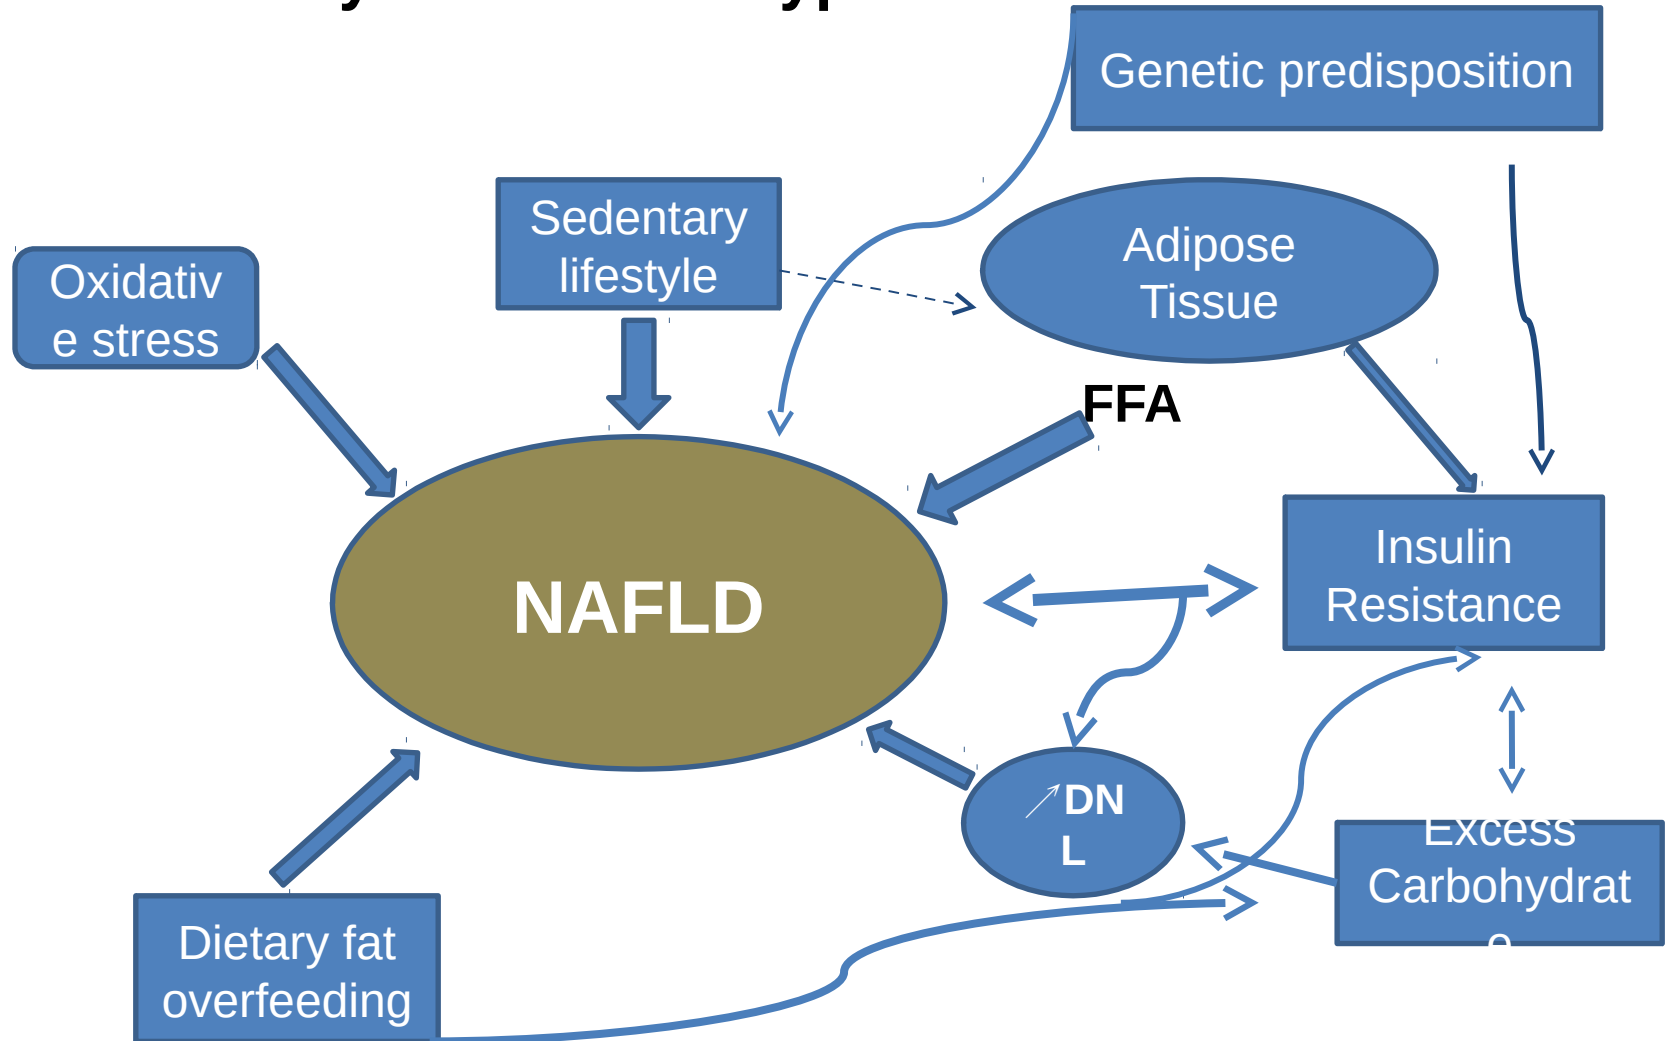 Genetic predisposition
Sedentary
lifestyle
Adipose
Tissue
Oxidativ
e stress
FFA
Insulin
Resistance
NAFLD
DN
L
Excess
Carbohydrat
e
Dietary fat
overfeeding